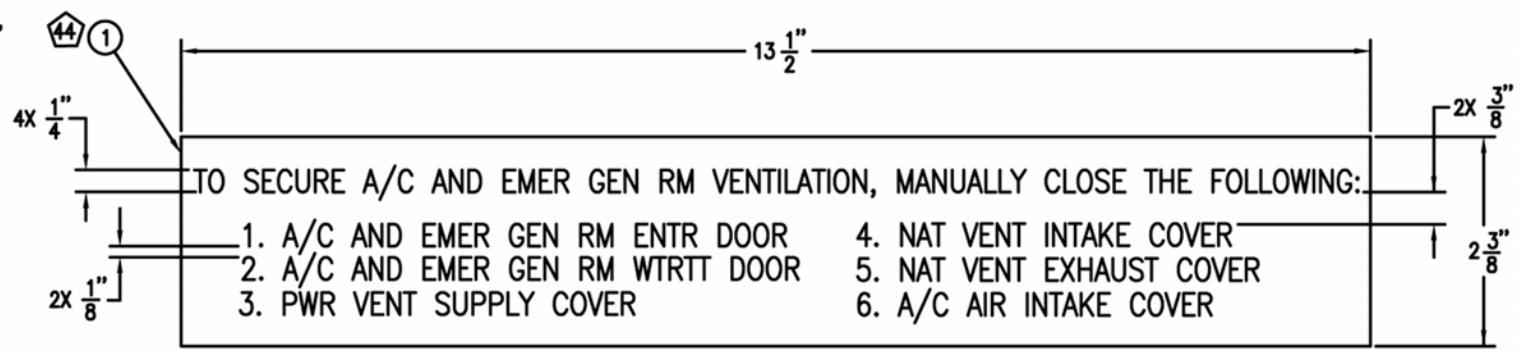 44 1
13 1/2"
4X 1/4"
2X 3/8"
TO SECURE A/C AND EMER GEN RM VENTILATION, MANUALLY CLOSE THE FOLLOWING:
1. A/C AND EMER GEN RM ENTR DOOR
2. A/C AND EMER GEN RM WTRTT DOOR
3. PWR VENT SUPPLY COVER
4. NAT VENT INTAKE COVER
5. NAT VENT EXHAUST COVER
6. A/C AIR INTAKE COVER
2 3/8"
2X 1/8"